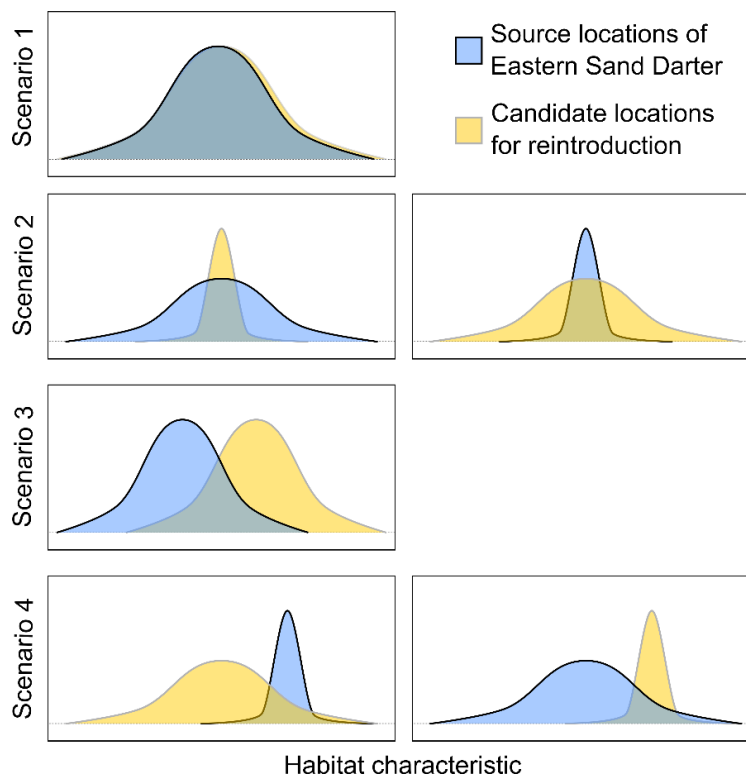 Scenario 1
Source locations of
Eastern Sand Darter
Candidate locations
for reintroduction
Scenario 2
Scenario 3
Scenario 4
Habitat characteristic